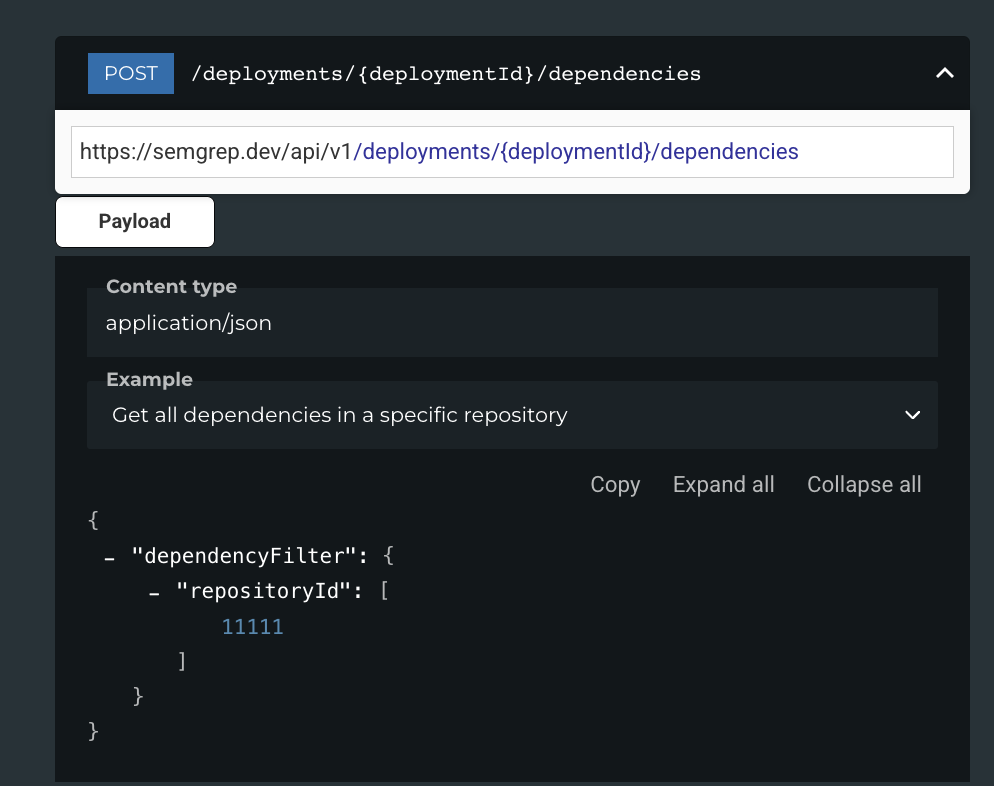 POST /deployments/{deploymentId}/dependencies
https://semgrep.dev/api/v1/deployments/{deploymentId}/dependencies
Payload
Content type
application/json
Example
Get all dependencies in a specific repository
Copy Expand all Collapse all
{
– "dependencyFilter": {
– "repositoryId": [
11111
]
}
}